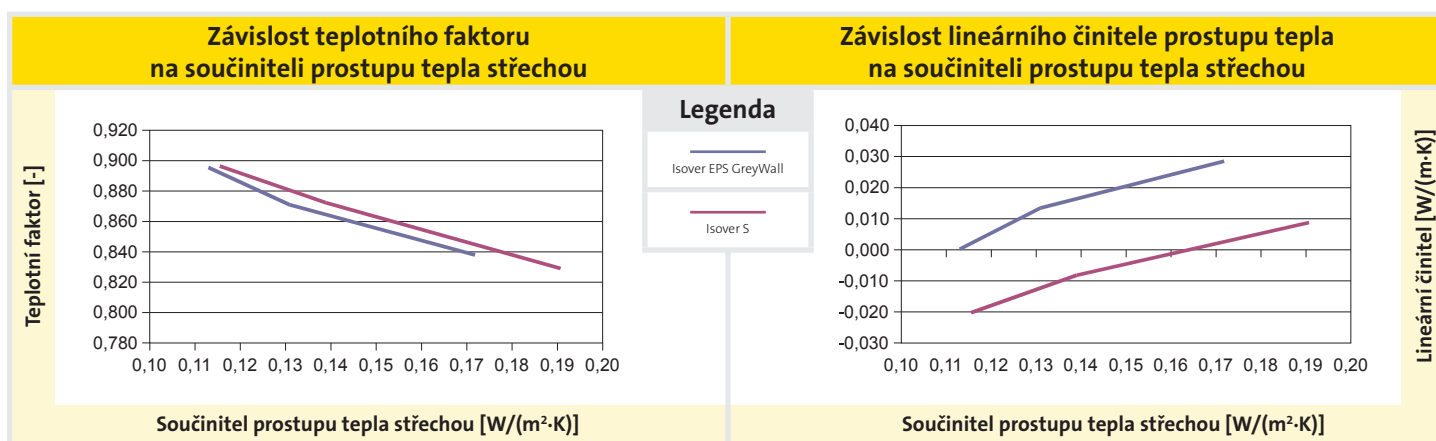 Závislost teplotního faktoru
na součiniteli prostupu tepla střechou
Závislost lineárního činitele prostupu tepla
na součiniteli prostupu tepla střechou
Teplotní faktor [-]
0,920
0,900
0,880
0,860
0,840
0,820
0,800
0,780
0,10 0,11 0,12 0,13 0,14 0,15 0,16 0,17 0,18 0,19 0,20
Součinitel prostupu tepla střechou [W/(m²·K)]
Legenda
Isover EPS GreyWall
Isover S
0,040
0,030
0,020
0,010
0,000
-0,010
-0,020
-0,030
0,10 0,11 0,12 0,13 0,14 0,15 0,16 0,17 0,18 0,19 0,20
Lineární činitel [W/(m·K)]
Součinitel prostupu tepla střechou [W/(m²·K)]